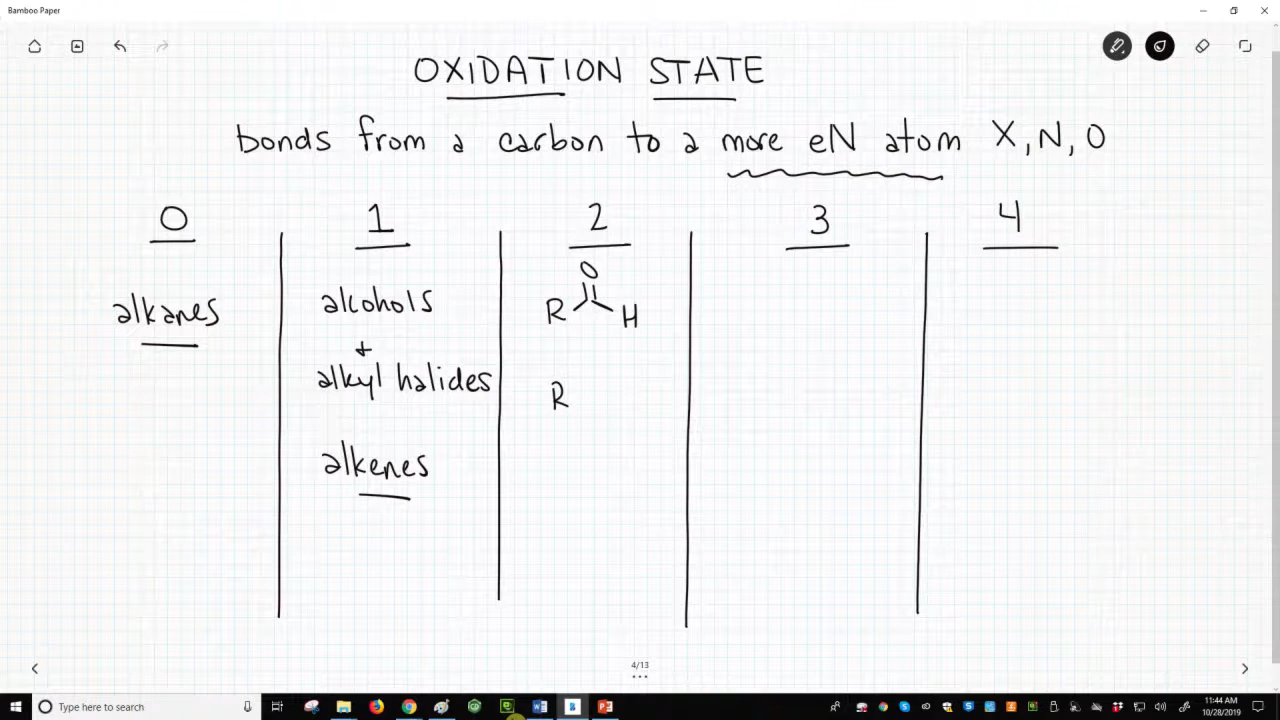 Bamboo Paper
OXIDATION STATE
bonds from a carbon to a more eN atom X, N, O
0 1 2 3 4
alkanes
alcohols
+
alkyl halides
alkenes
O
R H
R
4/13
Type here to search
11:44 AM
10/28/2019